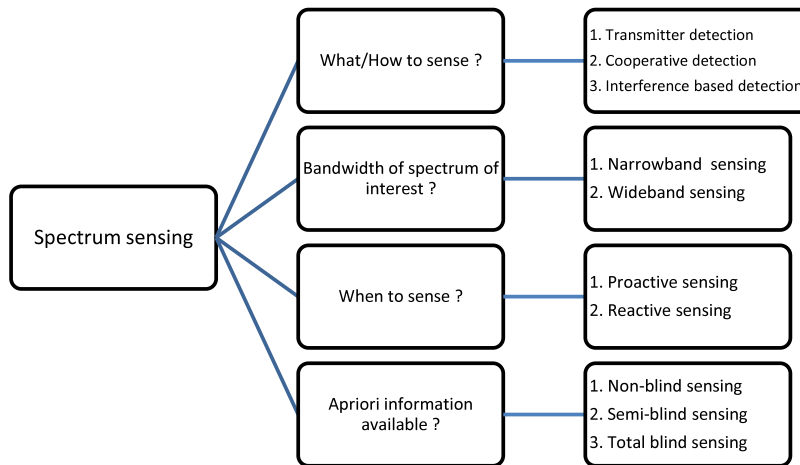 Spectrum sensing
What/How to sense ?
1. Transmitter detection
2. Cooperative detection
3. Interference based detection
Bandwidth of spectrum of
interest ?
1. Narrowband sensing
2. Wideband sensing
When to sense ?
1. Proactive sensing
2. Reactive sensing
Apriori information
available ?
1. Non-blind sensing
2. Semi-blind sensing
3. Total blind sensing